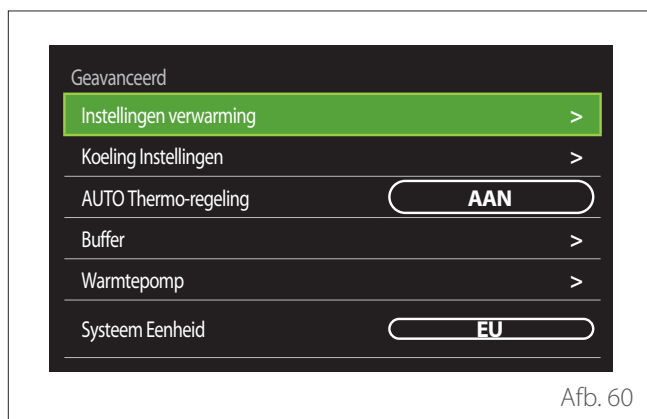 Geavanceerd
Instellingen verwarming >
Koeling Instellingen >
AUTO Thermo-regeling AAN
Buffer >
Warmtepomp >
Systeem Eenheid EU
Afb. 60